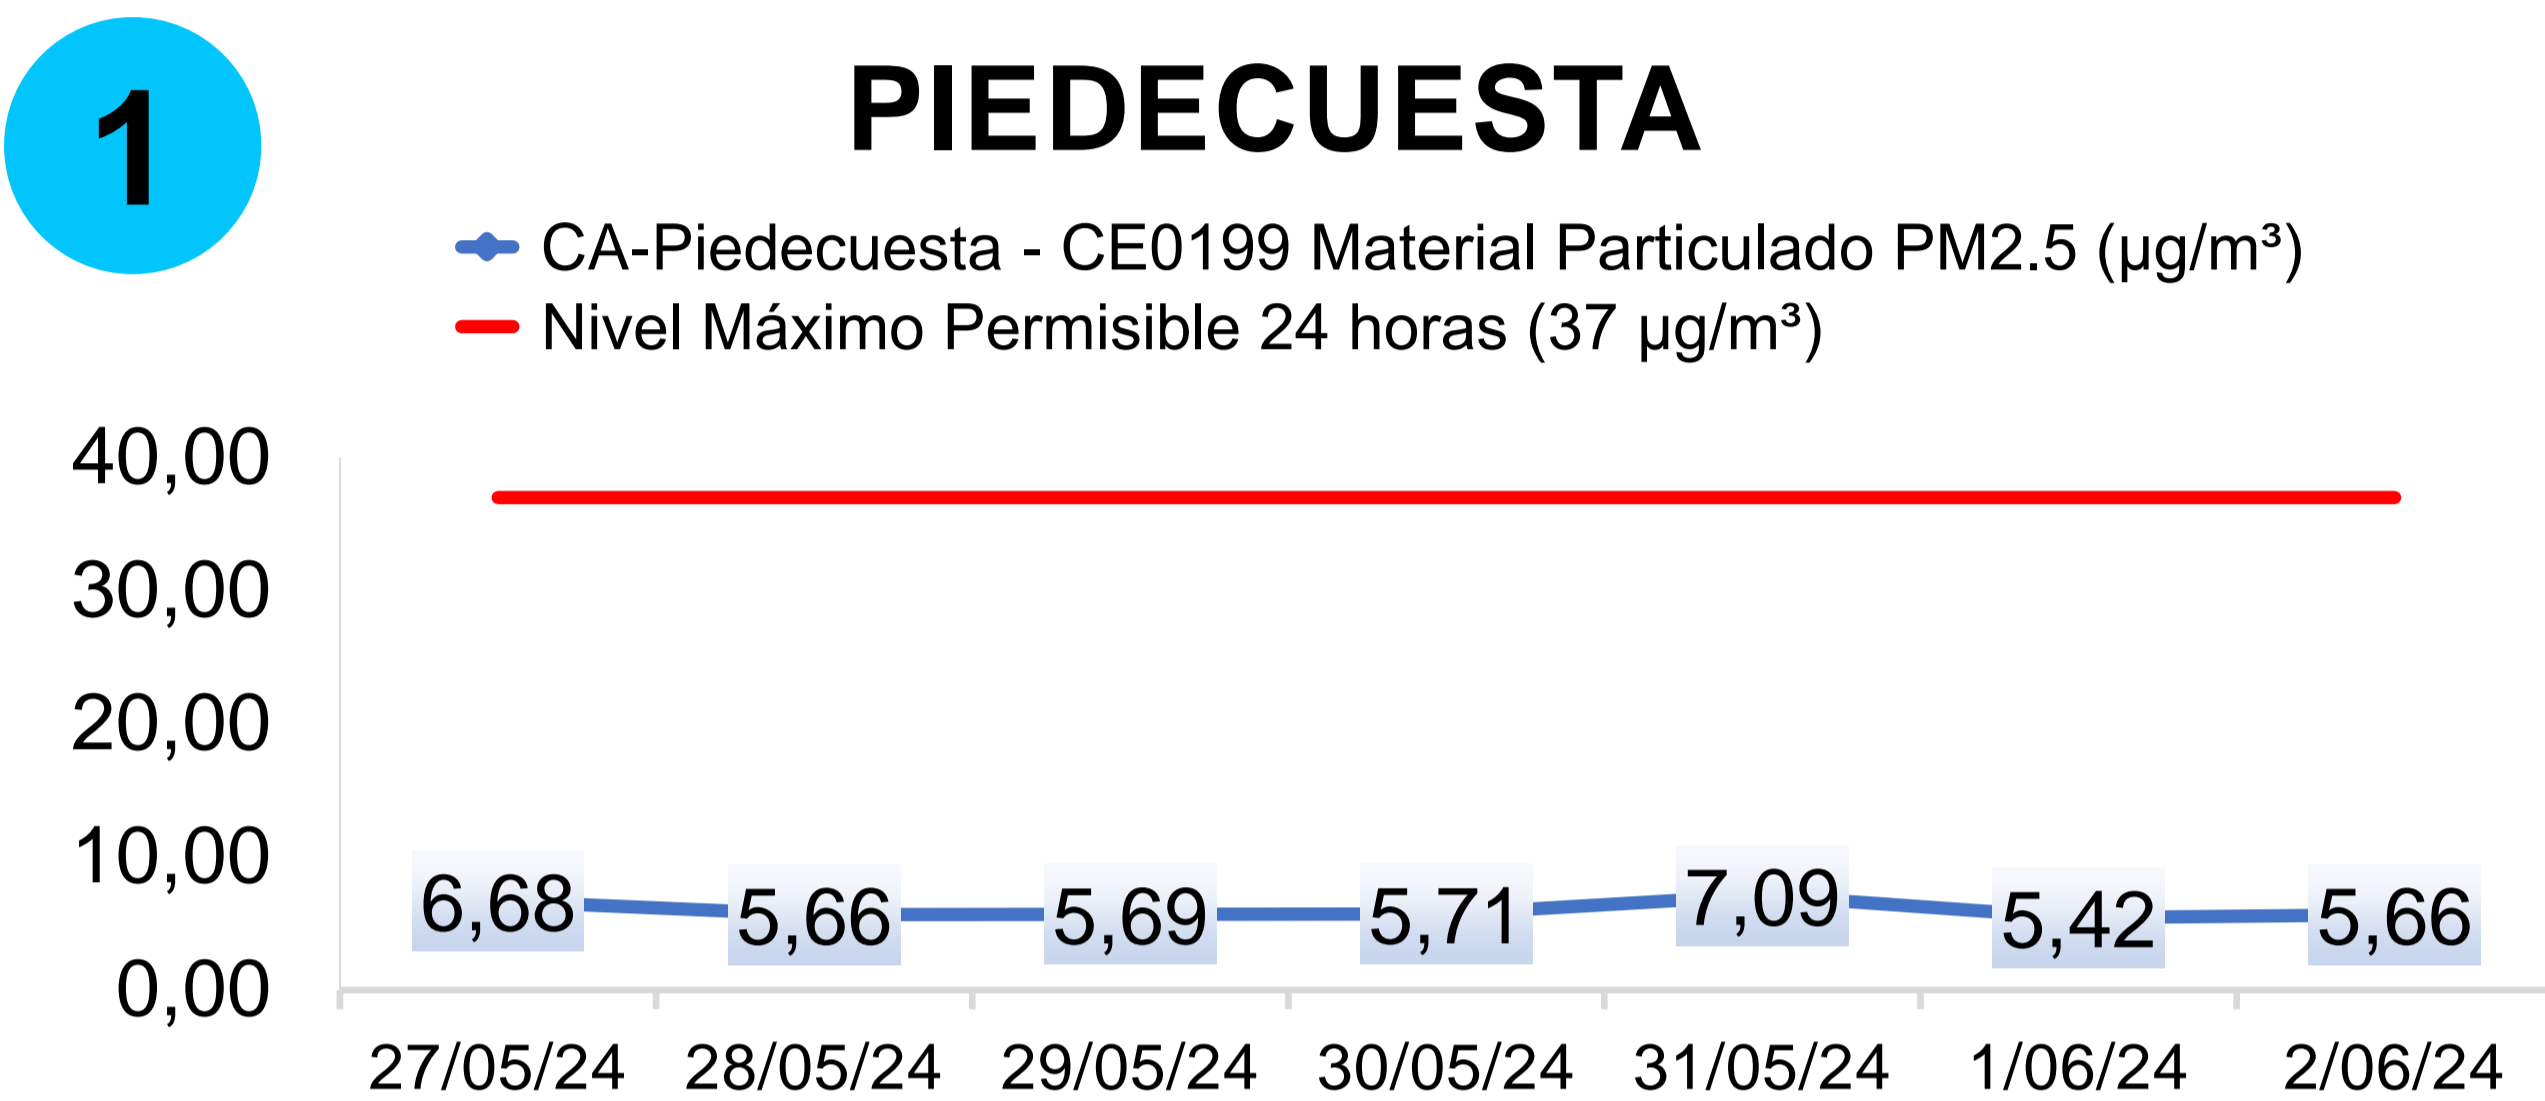 1
PIEDECUESTA
CA-Piedecuesta - CE0199 Material Particulado PM2.5 (µg/m³)
Nivel Máximo Permisible 24 horas (37 µg/m³)
40,00
30,00
20,00
10,00
0,00
6,68 5,66 5,69 5,71 7,09 5,42 5,66
27/05/24 28/05/24 29/05/24 30/05/24 31/05/24 1/06/24 2/06/24